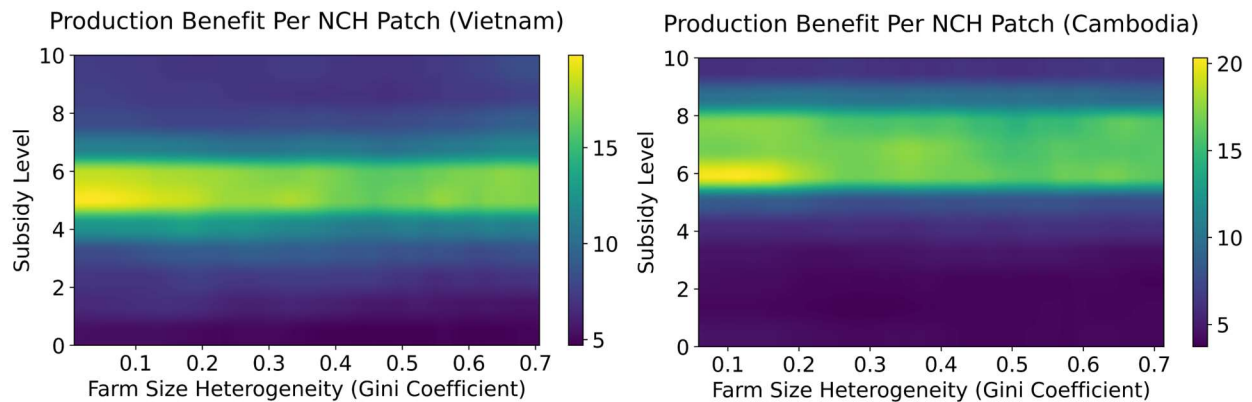 Production Benefit Per NCH Patch (Vietnam)
10
8
6
4
2
0
Subsidy Level
0.1 0.2 0.3 0.4 0.5 0.6 0.7
Farm Size Heterogeneity (Gini Coefficient)
15
10
5
Production Benefit Per NCH Patch (Cambodia)
10
8
6
4
2
0
Subsidy Level
0.1 0.2 0.3 0.4 0.5 0.6 0.7
Farm Size Heterogeneity (Gini Coefficient)
20
15
10
5